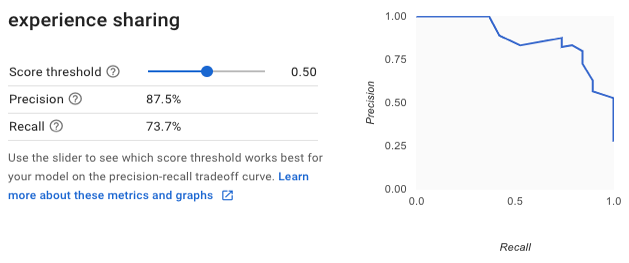 experience sharing
Score threshold 0.50
Precision 87.5%
Recall 73.7%
Use the slider to see which score threshold works best for
your model on the precision-recall tradeoff curve. Learn
more about these metrics and graphs
1.00
0.75
0.50
0.25
0.00
Precision
0.0 0.5 1.0
Recall